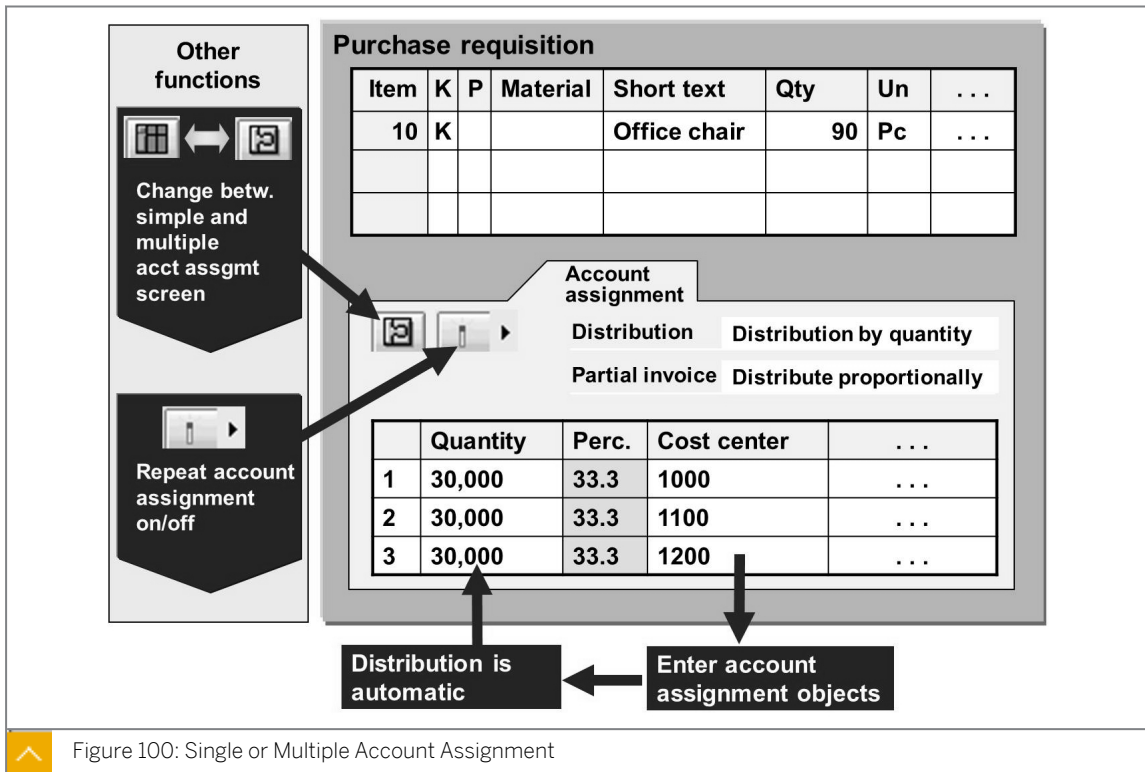 Other
functions
Change betw.
simple and
multiple
acct assgmt
screen
Repeat account
assignment
on/off
Purchase requisition
Item K P Material Short text Qty Un . . .
10 K Office chair 90 Pc . . .
Account
assignment
Distribution Distribution by quantity
Partial invoice Distribute proportionally
Quantity Perc. Cost center . . .
1 30,000 33.3 1000 . . .
2 30,000 33.3 1100 . . .
3 30,000 33.3 1200 . . .
Distribution is
automatic
Enter account
assignment objects
Figure 100: Single or Multiple Account Assignment